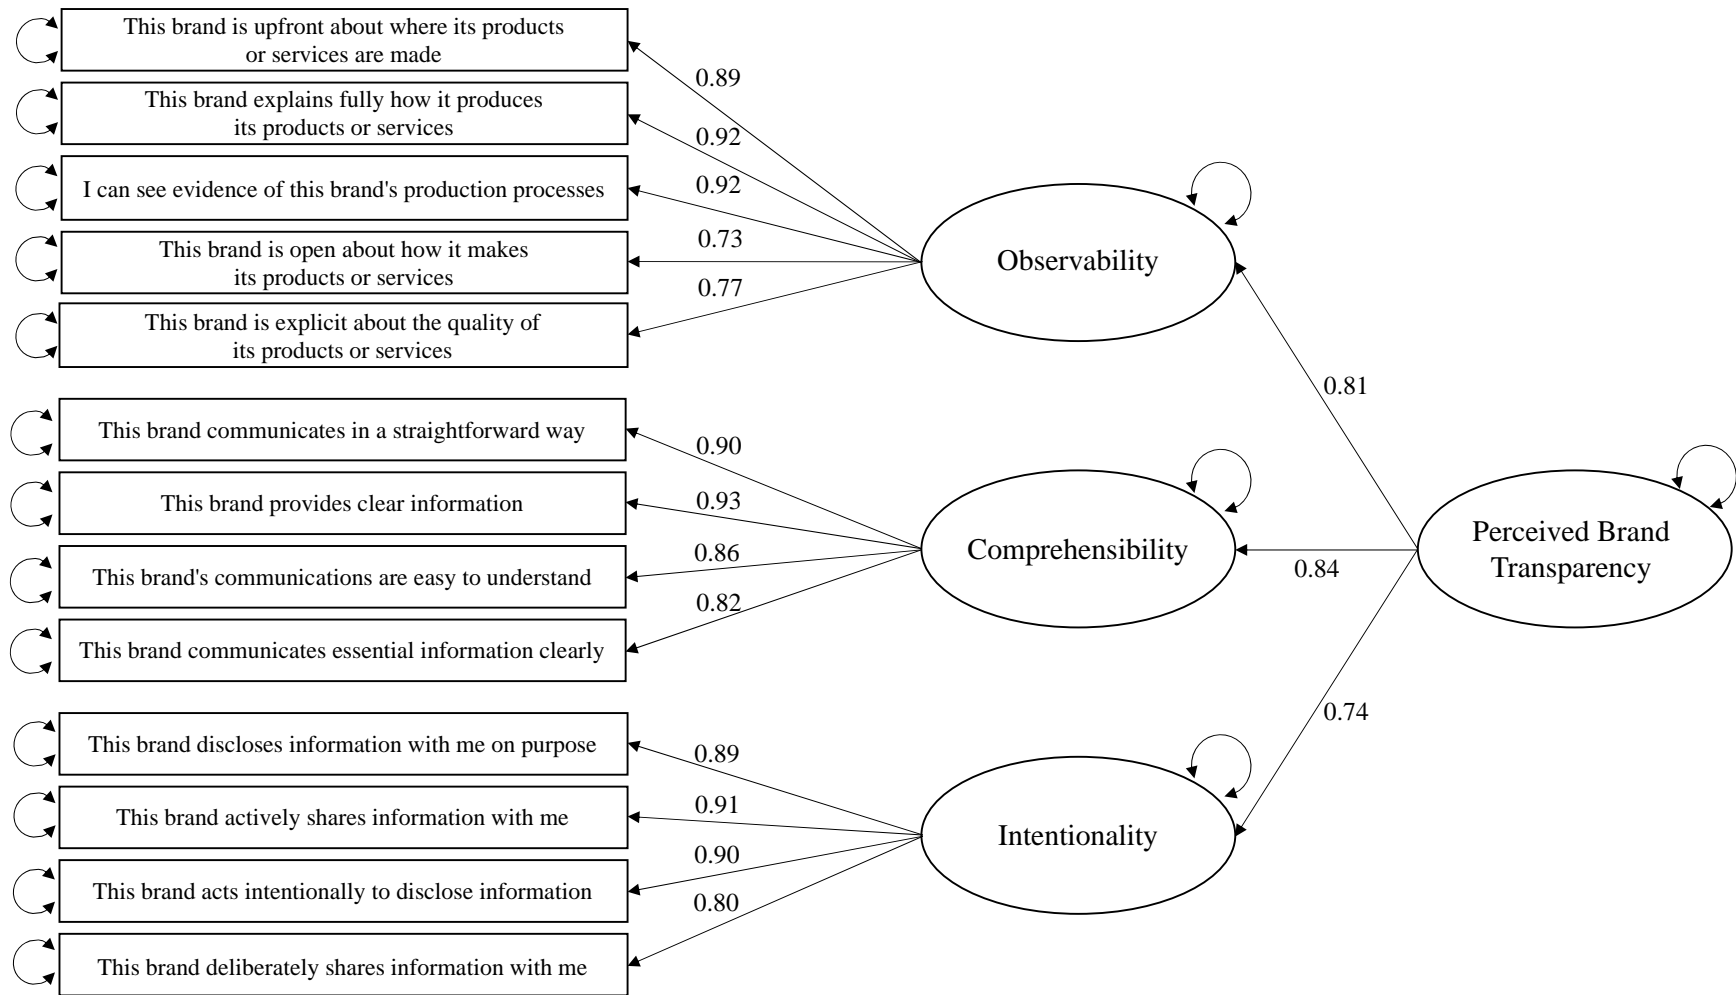 This brand is upfront about where its products
or services are made
This brand explains fully how it produces
its products or services
I can see evidence of this brand's production processes
This brand is open about how it makes
its products or services
This brand is explicit about the quality of
its products or services
0.89
0.92
0.92
0.73
0.77
Observability
0.81
This brand communicates in a straightforward way
This brand provides clear information
This brand's communications are easy to understand
This brand communicates essential information clearly
0.90
0.93
0.86
0.82
Comprehensibility
0.84
Perceived Brand
Transparency
This brand discloses information with me on purpose
This brand actively shares information with me
This brand acts intentionally to disclose information
This brand deliberately shares information with me
0.89
0.91
0.90
0.80
Intentionality
0.74